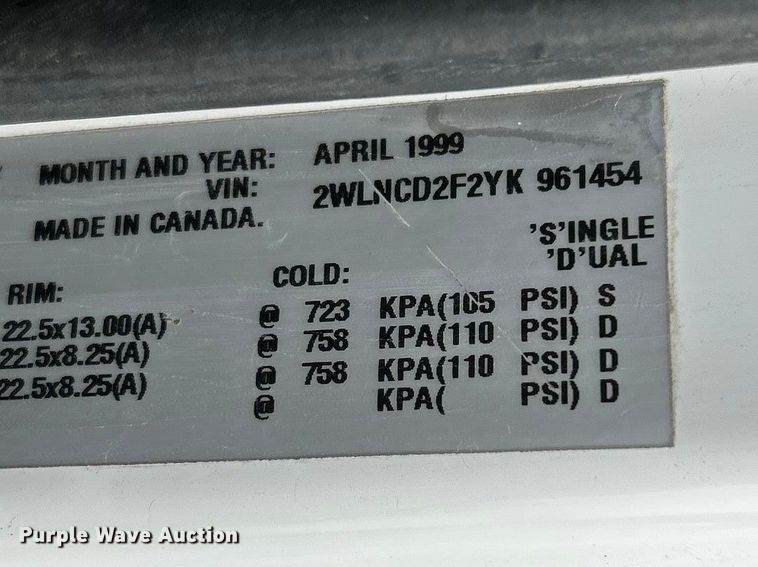 MONTH AND YEAR: APRIL 1999
VIN: 2WLNCD2F2YK 961454
MADE IN CANADA.
'S'INGLE
'D'UAL
RIM: COLD:
22.5x13.00(A) @ 723 KPA(105 PSI) S
22.5x8.25(A) @ 758 KPA(110 PSI) D
22.5x8.25(A) @ 758 KPA(110 PSI) D
@ KPA( PSI) D
Purple Wave Auction